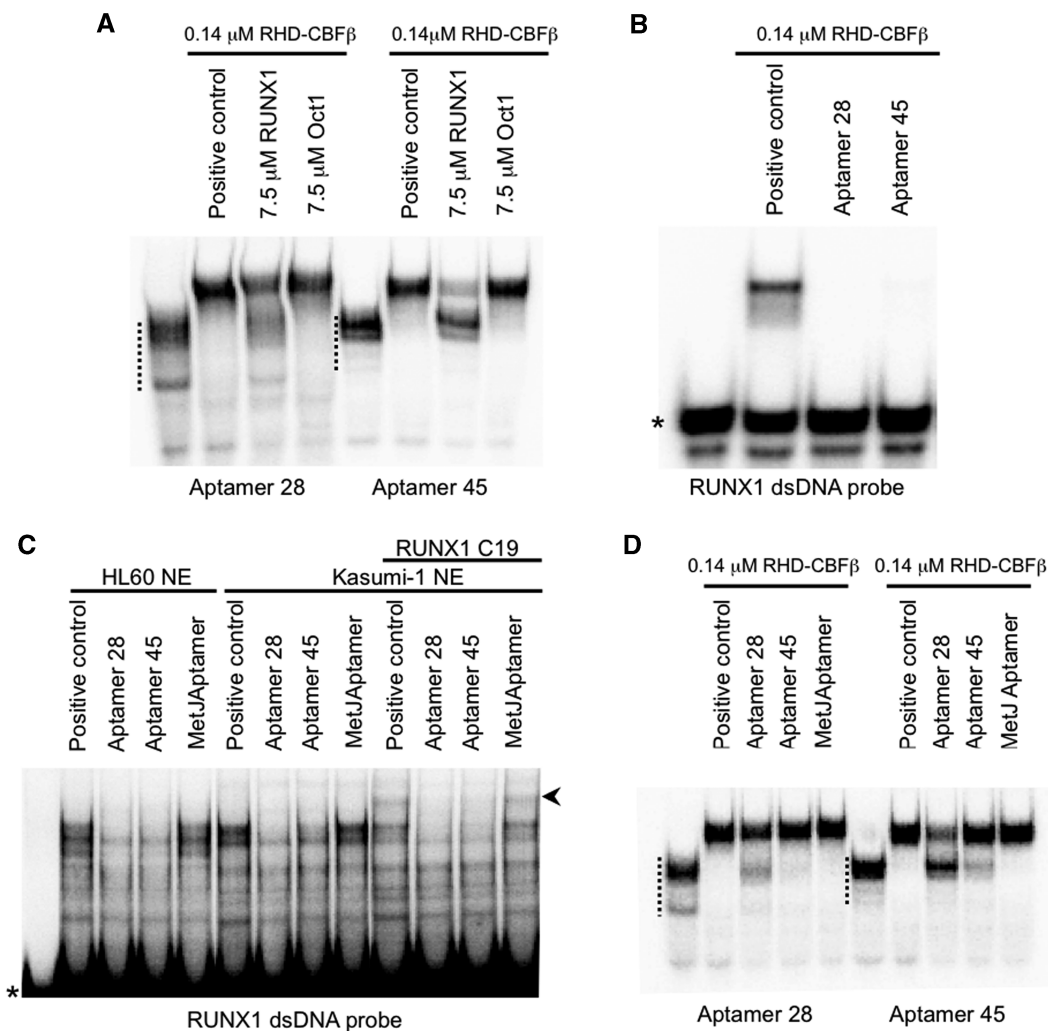 A
0.14 μM RHD-CBFβ
0.14μM RHD-CBFβ
Positive control
7.5 μM RUNX1
7.5 μM Oct1
Positive control
7.5 μM RUNX1
7.5 μM Oct1
Aptamer 28
Aptamer 45
B
0.14 μM RHD-CBFβ
Positive control
Aptamer 28
Aptamer 45
*
RUNX1 dsDNA probe
C
RUNX1 C19
HL60 NE
Kasumi-1 NE
Positive control
Aptamer 28
Aptamer 45
MetJAptamer
Positive control
Aptamer 28
Aptamer 45
MetJAptamer
Positive control
Aptamer 28
Aptamer 45
MetJAptamer
*
RUNX1 dsDNA probe
D
0.14 μM RHD-CBFβ
0.14 μM RHD-CBFβ
Positive control
Aptamer 28
Aptamer 45
MetJAptamer
Positive control
Aptamer 28
Aptamer 45
MetJ Aptamer
Aptamer 28
Aptamer 45